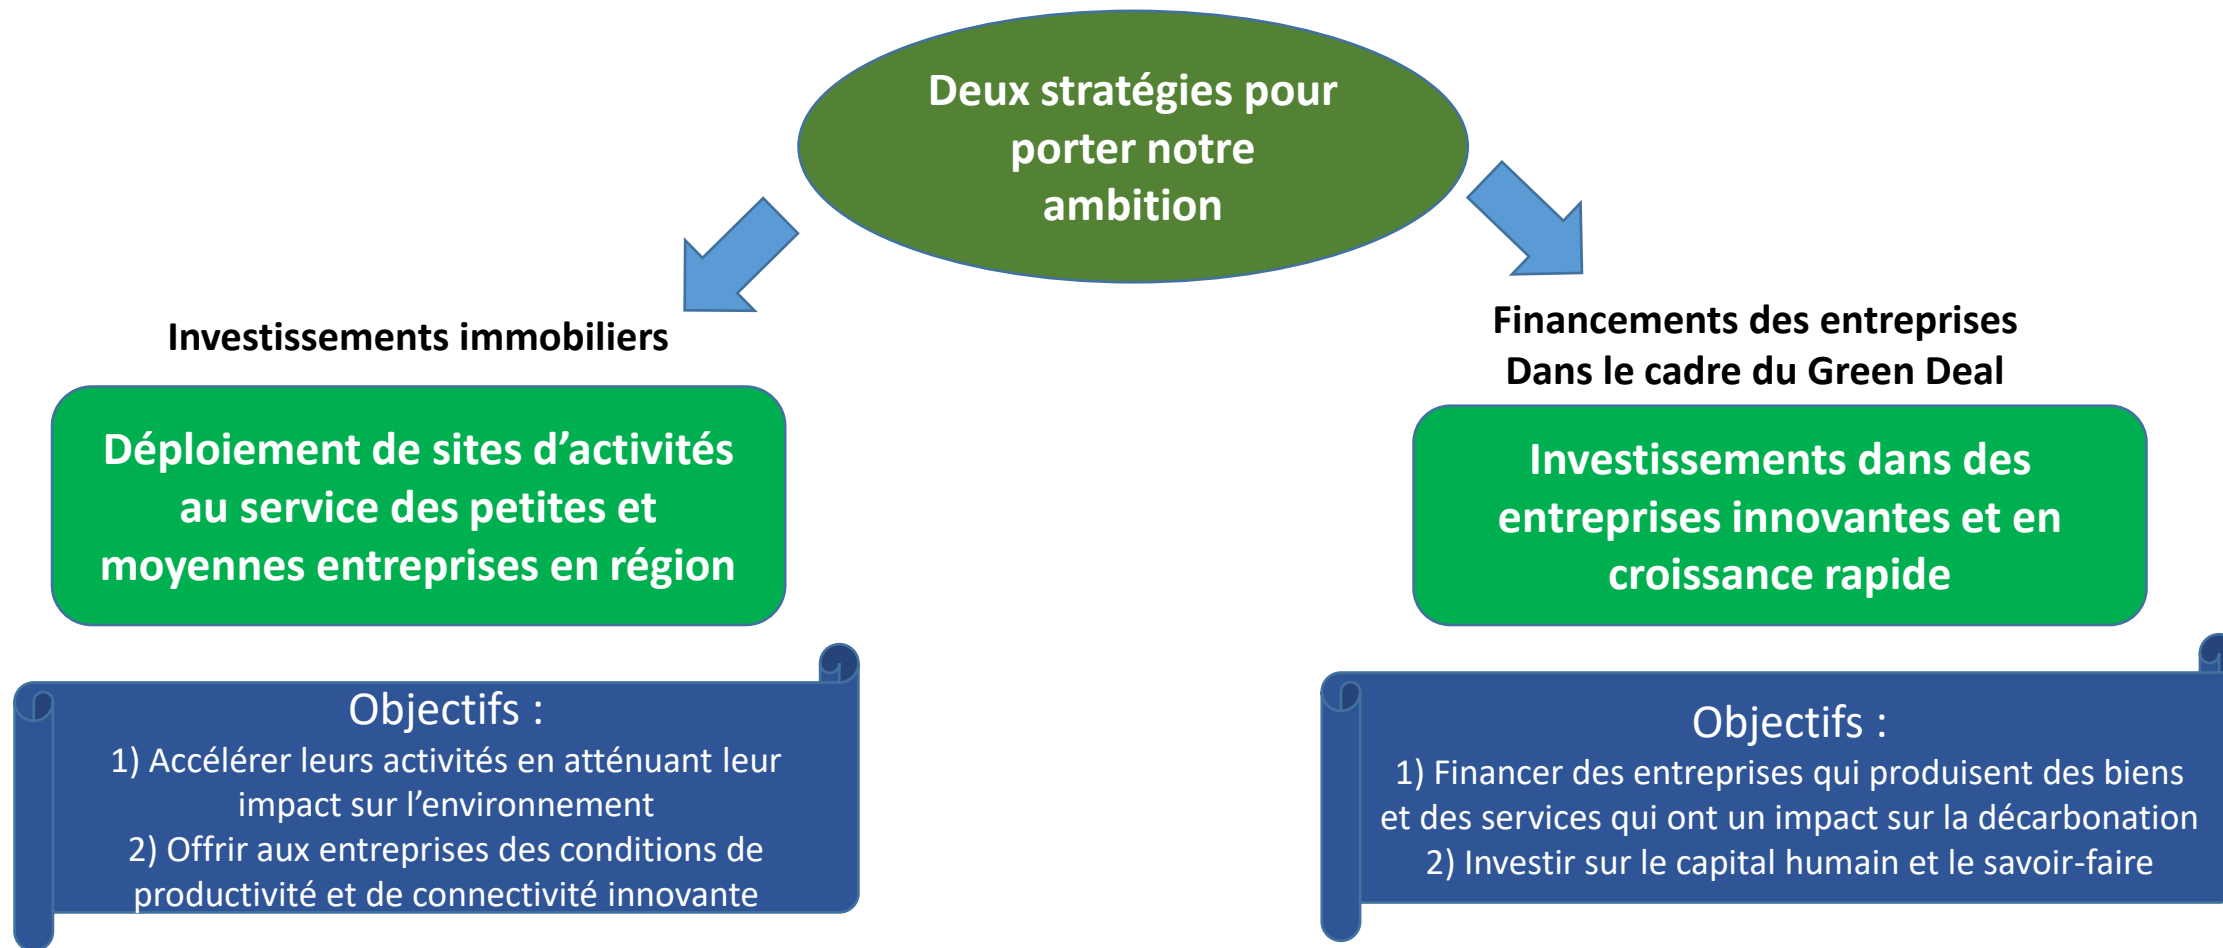 Deux stratégies pour
porter notre
ambition
Investissements immobiliers
Déploiement de sites d’activités
au service des petites et
moyennes entreprises en région
Objectifs :
1) Accélérer leurs activités en atténuant leur
impact sur l’environnement
2) Offrir aux entreprises des conditions de
productivité et de connectivité innovante
Financements des entreprises
Dans le cadre du Green Deal
Investissements dans des
entreprises innovantes et en
croissance rapide
Objectifs :
1) Financer des entreprises qui produisent des biens
et des services qui ont un impact sur la décarbonation
2) Investir sur le capital humain et le savoir-faire